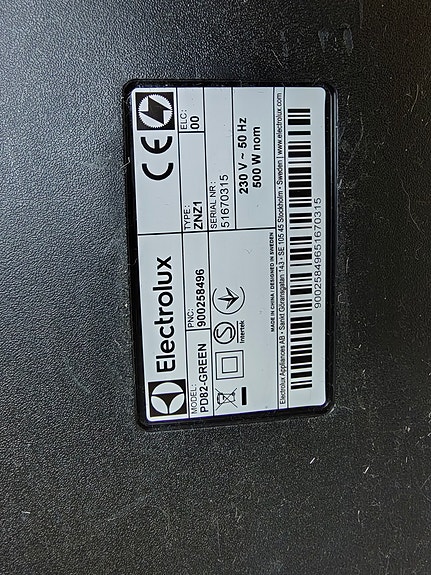 Electrolux
CE
MODEL:
PD82-GREEN
PNC:
900258496
TYPE:
ZNZ1
ELC:
00
SERIAL NR.:
51670315
Intertek
S
230 V ~ 50 Hz
500 W nom
MADE IN CHINA | DESIGNED IN SWEDEN
Electrolux Appliances AB - Sankt Göransgatan 143 - SE 105 45 Stockholm - Sweden | www.electrolux.com
90025849651670315